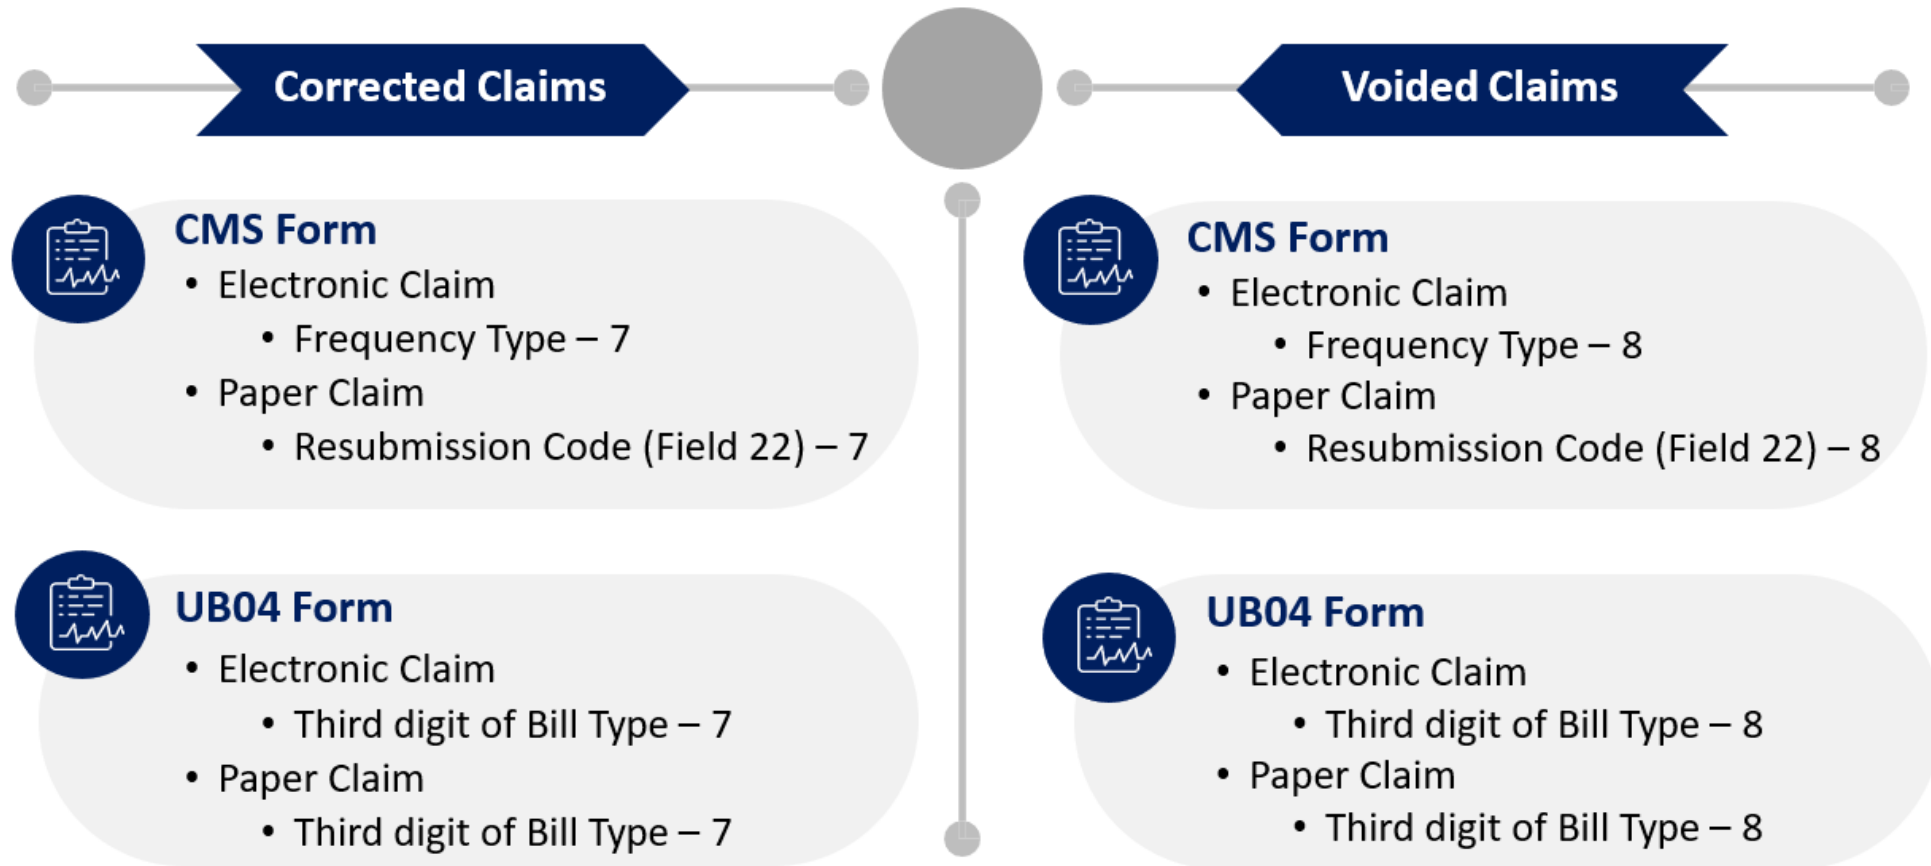 Corrected Claims
CMS Form
• Electronic Claim
• Frequency Type – 7
• Paper Claim
• Resubmission Code (Field 22) – 7
UB04 Form
• Electronic Claim
• Third digit of Bill Type – 7
• Paper Claim
• Third digit of Bill Type – 7
Voided Claims
CMS Form
• Electronic Claim
• Frequency Type – 8
• Paper Claim
• Resubmission Code (Field 22) – 8
UB04 Form
• Electronic Claim
• Third digit of Bill Type – 8
• Paper Claim
• Third digit of Bill Type – 8